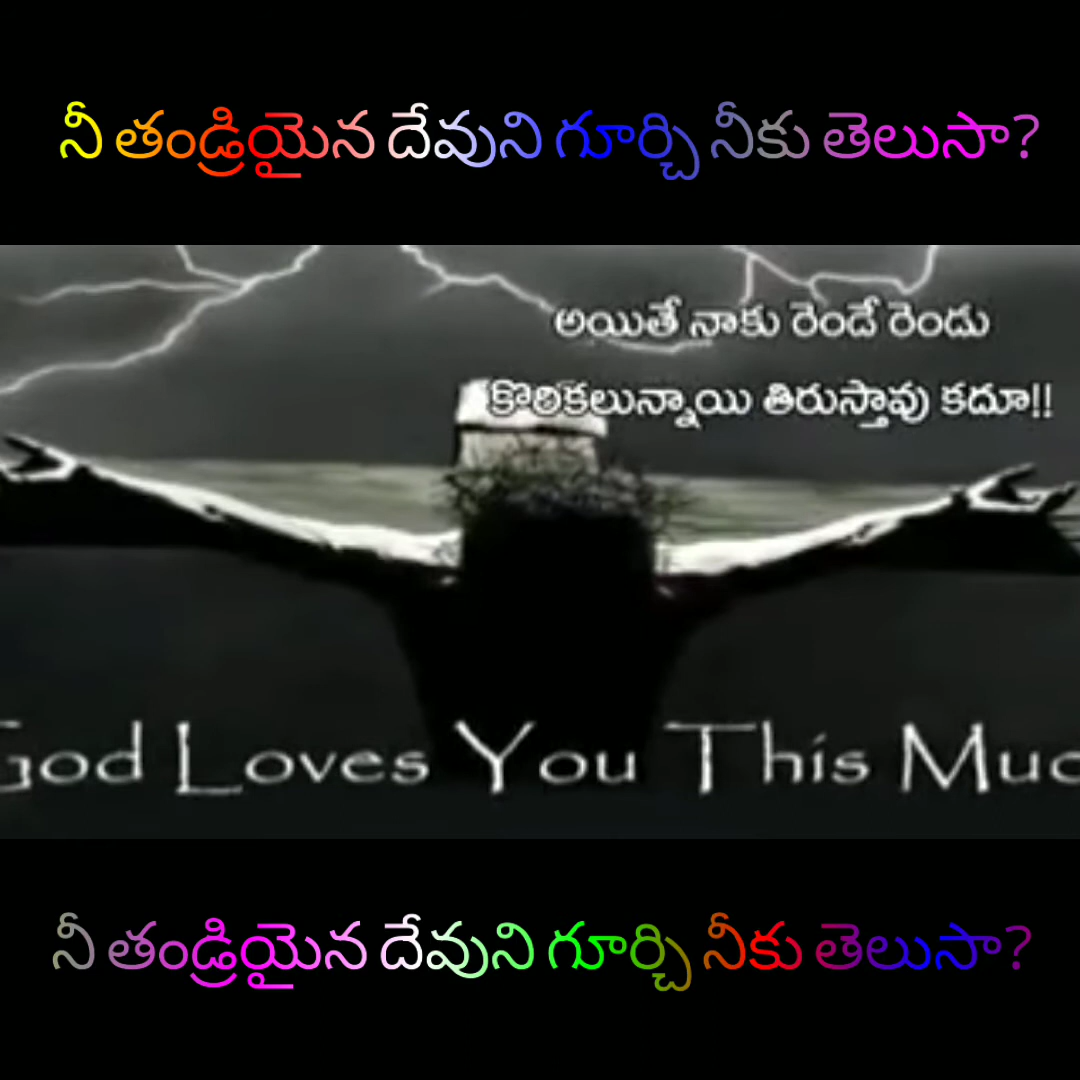 నీ తండ్రియైన దేవుని గూర్చి నీకు తెలుసా?
అయితే నాకు రెండే రెండు
కొరికలున్నాయి తిరుస్తావు కదూ!!
God Loves You This Muc
నీ తండ్రియైన దేవుని గూర్చి నీకు తెలుసా?